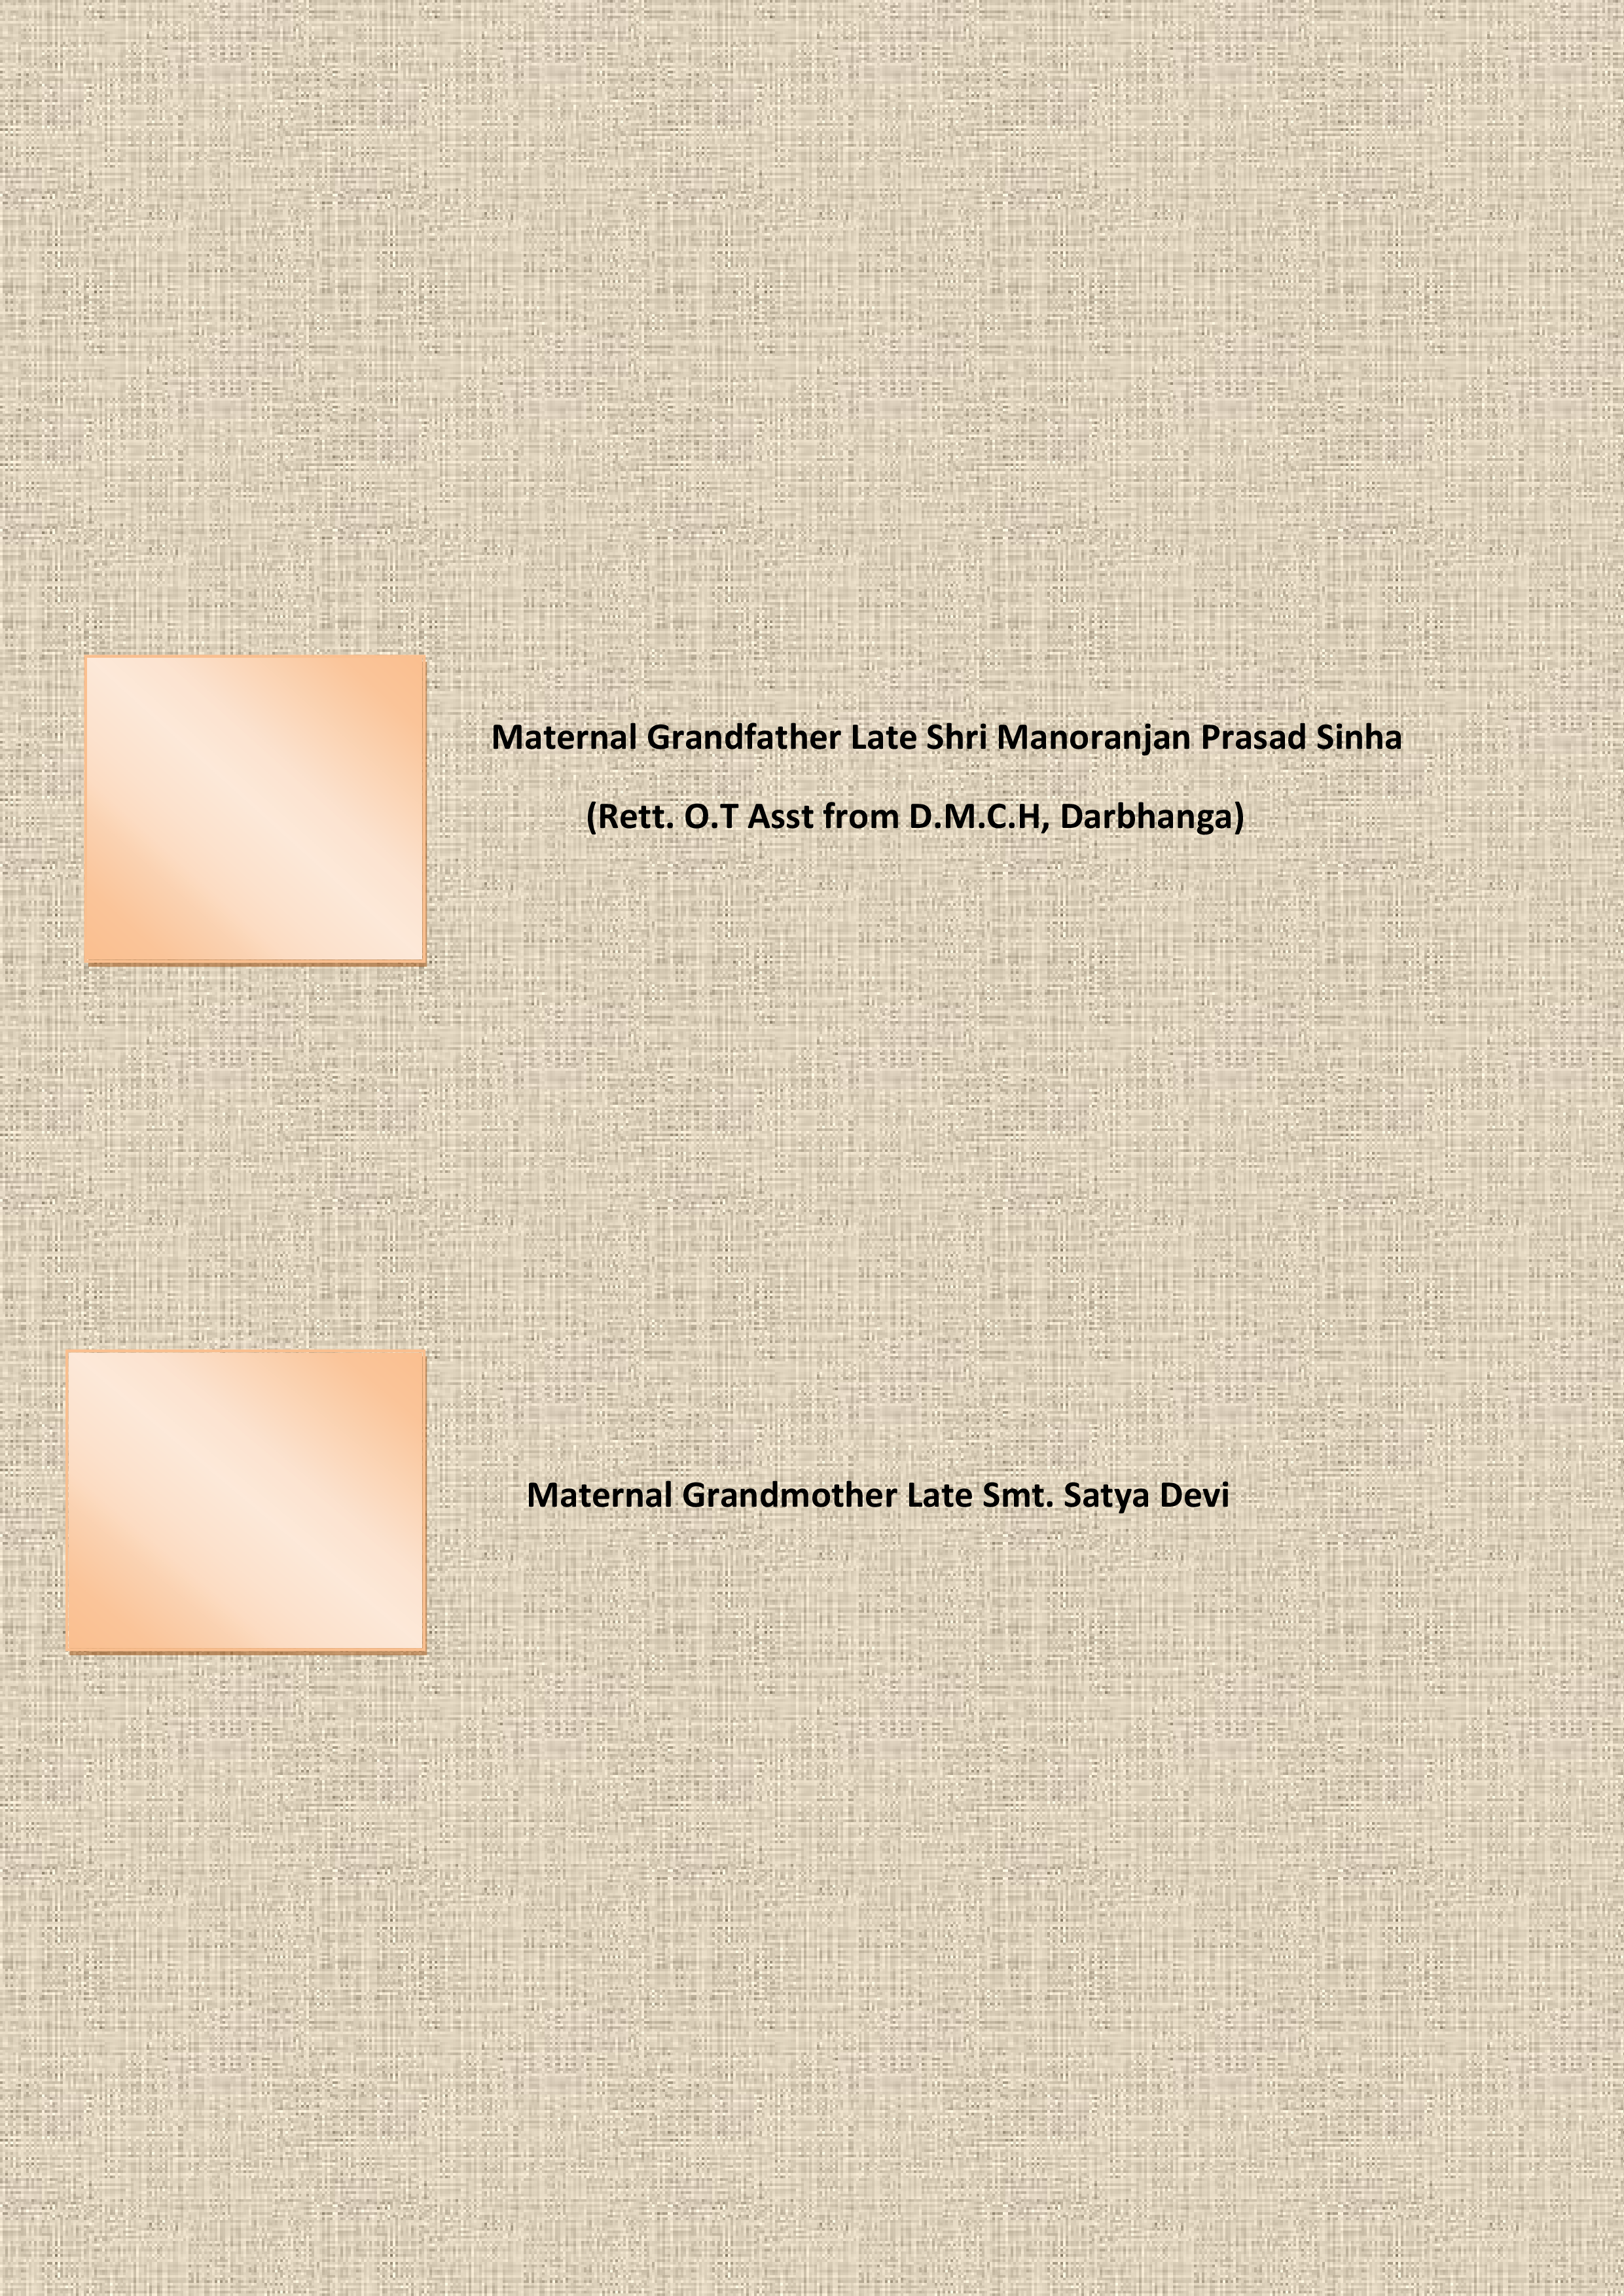 Maternal Grandfather Late Shri Manoranjan Prasad Sinha
(Rett. O.T Asst from D.M.C.H, Darbhanga)
Maternal Grandmother Late Smt. Satya Devi